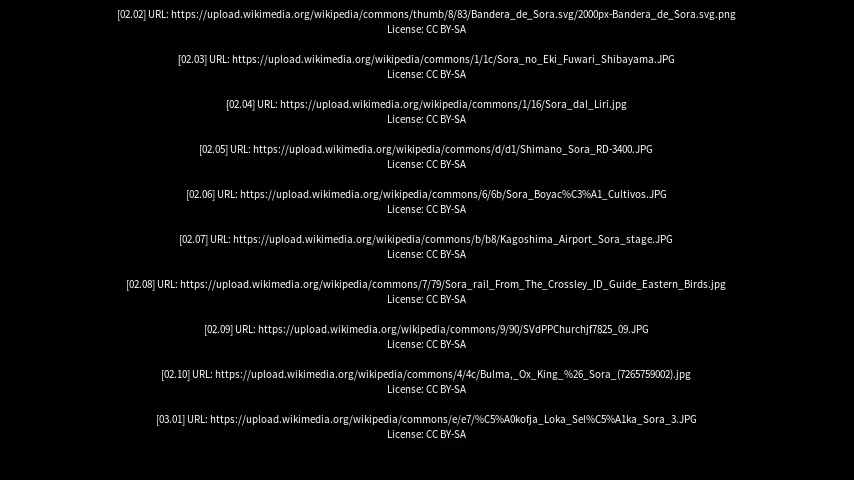 [02.02] URL: https://upload.wikimedia.org/wikipedia/commons/thumb/8/83/Bandera_de_Sora.svg/2000px-Bandera_de_Sora.svg.png
License: CC BY-SA
[02.03] URL: https://upload.wikimedia.org/wikipedia/commons/1/1c/Sora_no_Eki_Fuwari_Shibayama.JPG
License: CC BY-SA
[02.04] URL: https://upload.wikimedia.org/wikipedia/commons/1/16/Sora_dal_Liri.jpg
License: CC BY-SA
[02.05] URL: https://upload.wikimedia.org/wikipedia/commons/d/d1/Shimano_Sora_RD-3400.JPG
License: CC BY-SA
[02.06] URL: https://upload.wikimedia.org/wikipedia/commons/6/6b/Sora_Boyac%C3%A1_Cultivos.JPG
License: CC BY-SA
[02.07] URL: https://upload.wikimedia.org/wikipedia/commons/b/b8/Kagoshima_Airport_Sora_stage.JPG
License: CC BY-SA
[02.08] URL: https://upload.wikimedia.org/wikipedia/commons/7/79/Sora_rail_From_The_Crossley_ID_Guide_Eastern_Birds.jpg
License: CC BY-SA
[02.09] URL: https://upload.wikimedia.org/wikipedia/commons/9/90/SVdPPChurchjf7825_09.JPG
License: CC BY-SA
[02.10] URL: https://upload.wikimedia.org/wikipedia/commons/4/4c/Bulma,_Ox_King_%26_Sora_(7265759002).jpg
License: CC BY-SA
[03.01] URL: https://upload.wikimedia.org/wikipedia/commons/e/e7/%C5%A0kofja_Loka_Sel%C5%A1ka_Sora_3.JPG
License: CC BY-SA